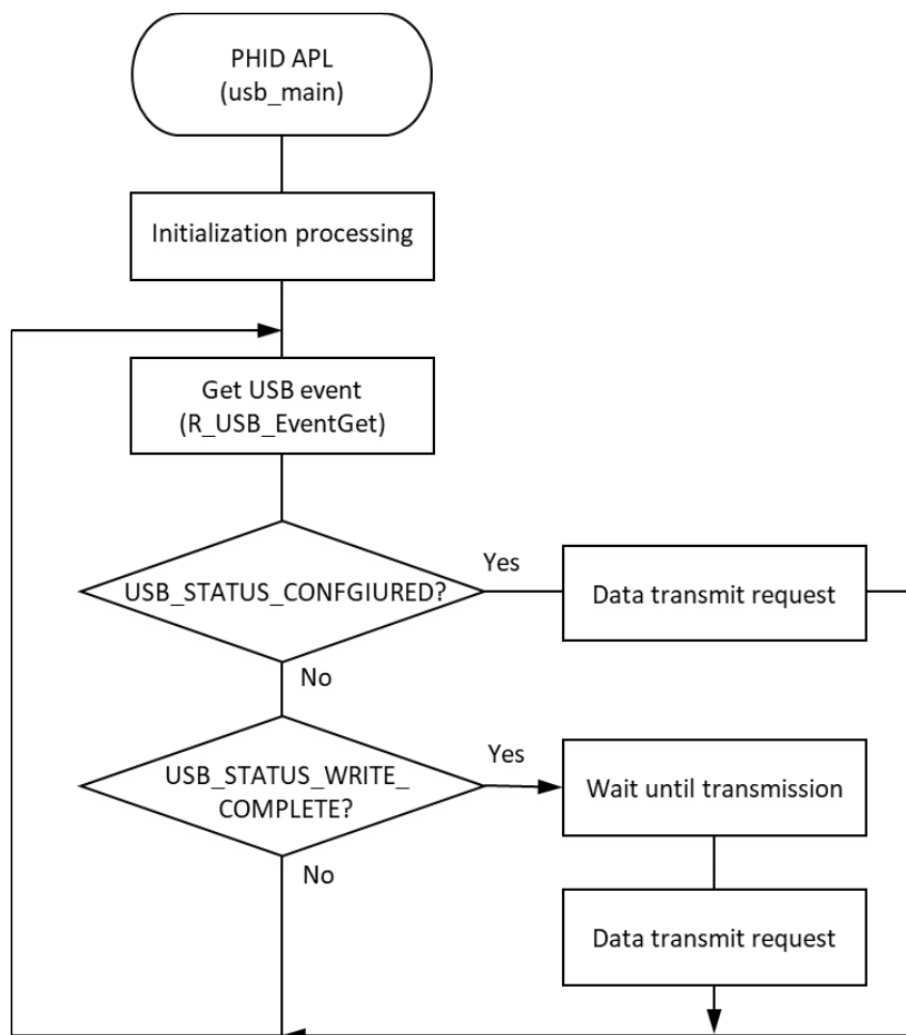 PHID APL
(usb_main)
Initialization processing
Get USB event
(R_USB_EventGet)
USB_STATUS_CONFGIURED?
Yes
Data transmit request
No
USB_STATUS_WRITE_
COMPLETE?
Yes
Wait until transmission
No
Data transmit request